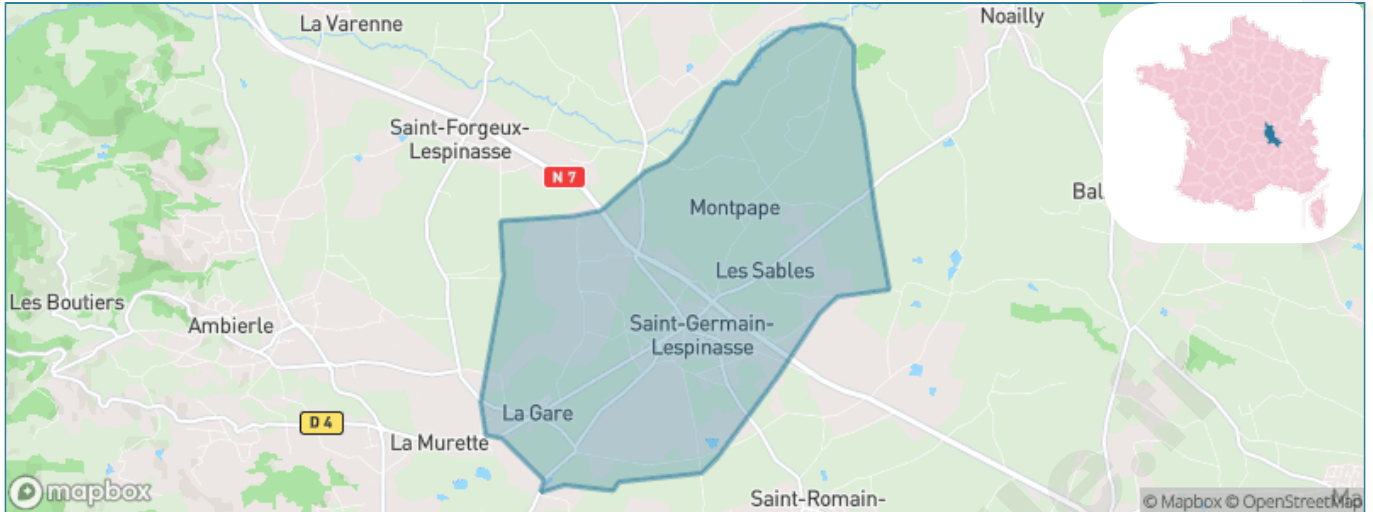 La Varenne
Noailly
Saint-Forgeux-
Lespinasse
N 7
Montpape
Bal
Les Sables
Les Boutiers
Ambierle
Saint-Germain-
Lespinasse
La Gare
D 4
La Murette
mapbox
Saint-Romain-
© Mapbox © OpenStreetMap